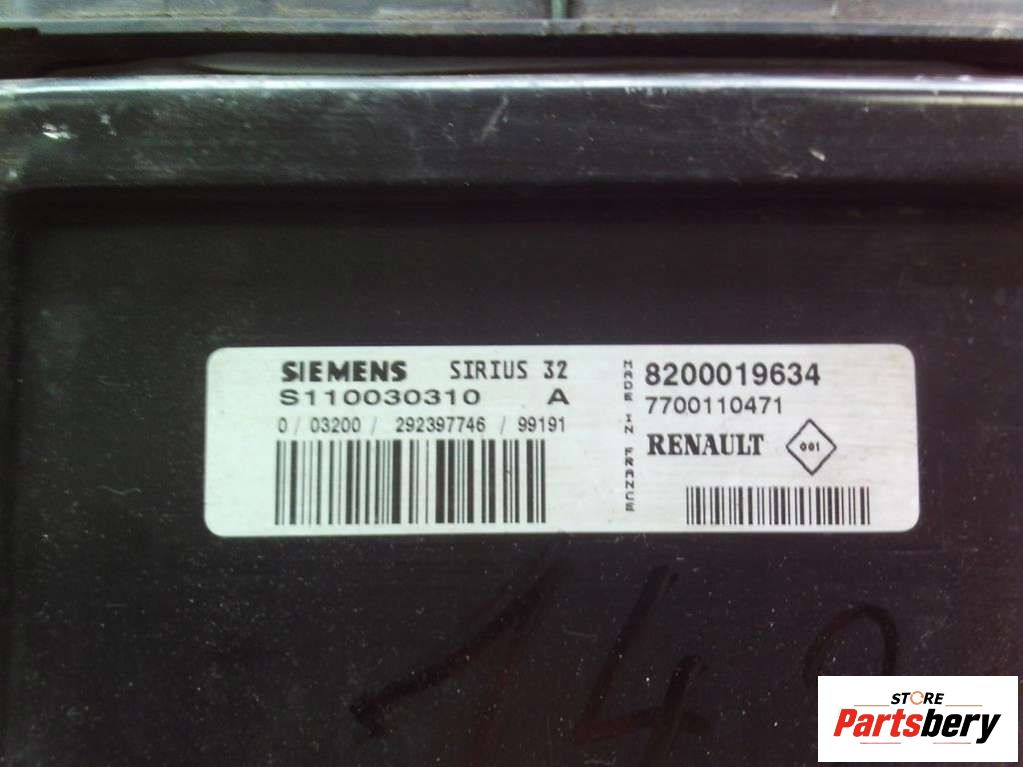 SIEMENS SIRIUS 32
S110030310 A
0 / 03200 / 292397746 / 99191
MADE IN FRANCE
8200019634
7700110471
RENAULT 001
STORE
Partsbery